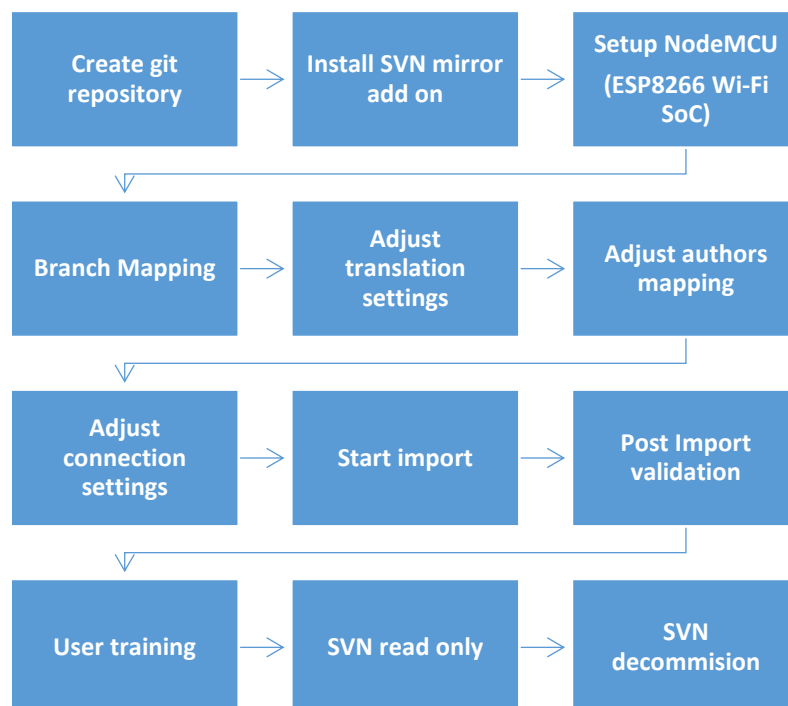 Create git
repository
Install SVN mirror
add on
Setup NodeMCU
(ESP8266 Wi-Fi
SoC)
Branch Mapping
Adjust
translation
settings
Adjust authors
mapping
Adjust
connection
settings
Start import
Post Import
validation
User training
SVN read only
SVN
decommision